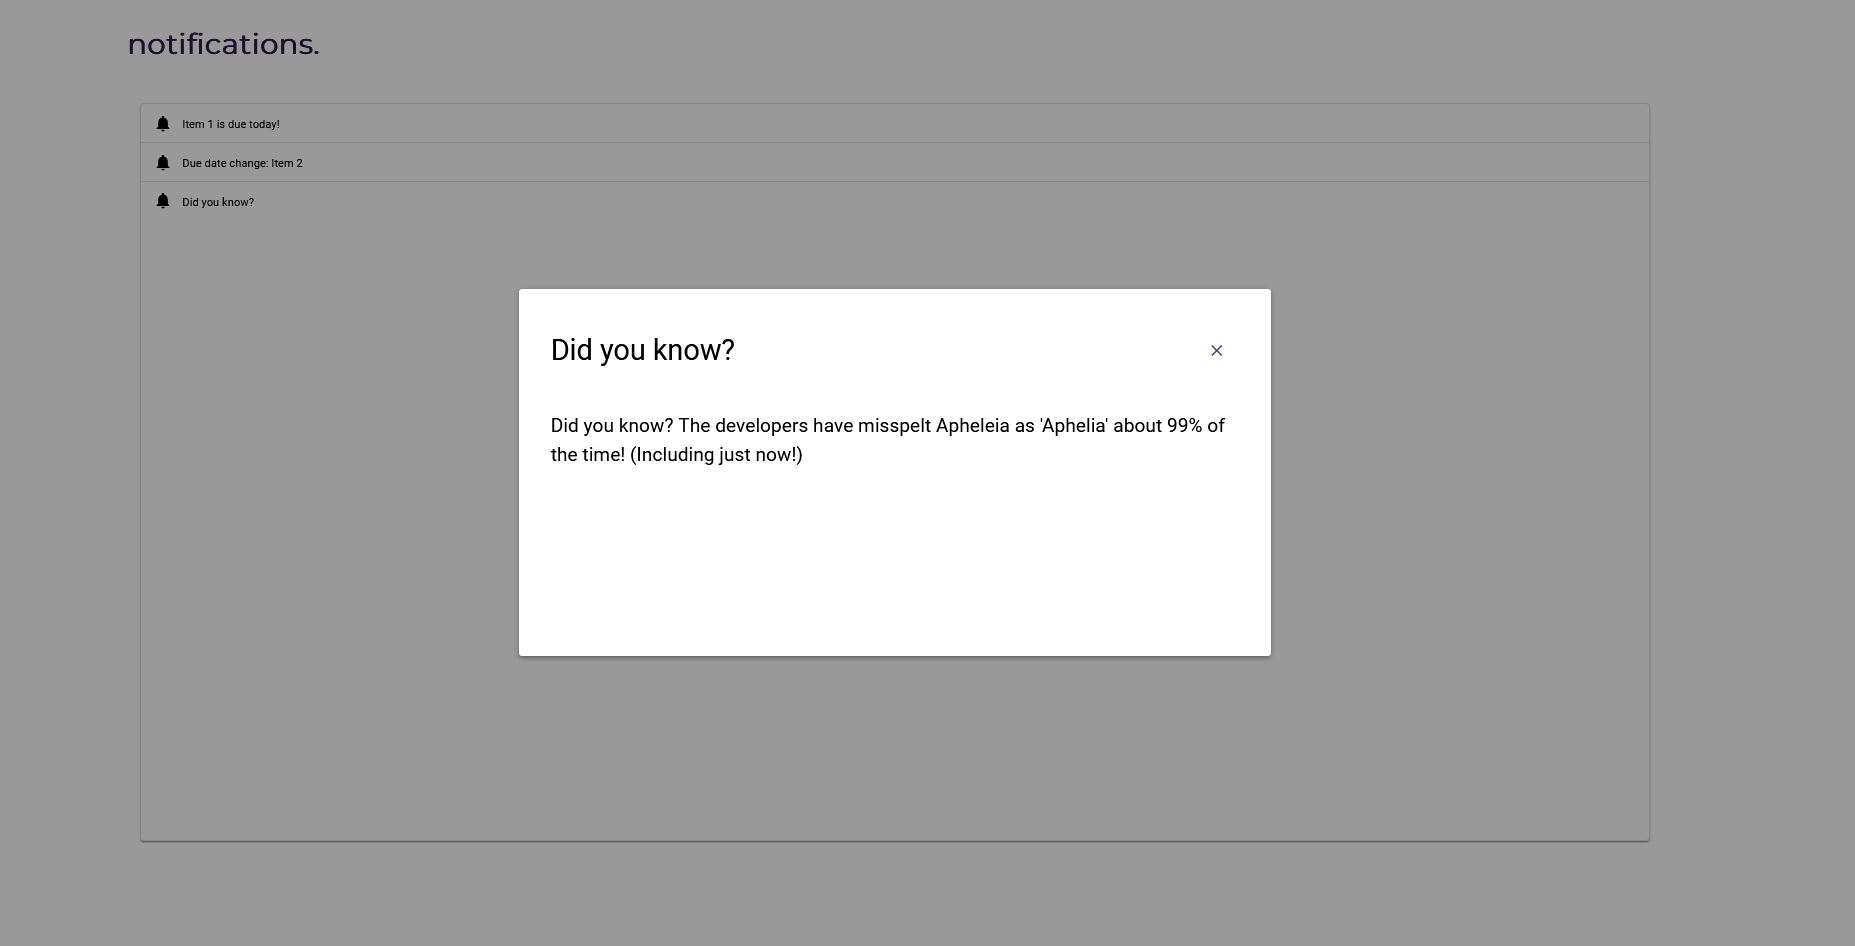 notifications.
Item 1 is due today!
Due date change: Item 2
Did you know?
Did you know?
Did you know? The developers have misspelt Apheleia as 'Aphelia' about 99% of
the time! (Including just now!)